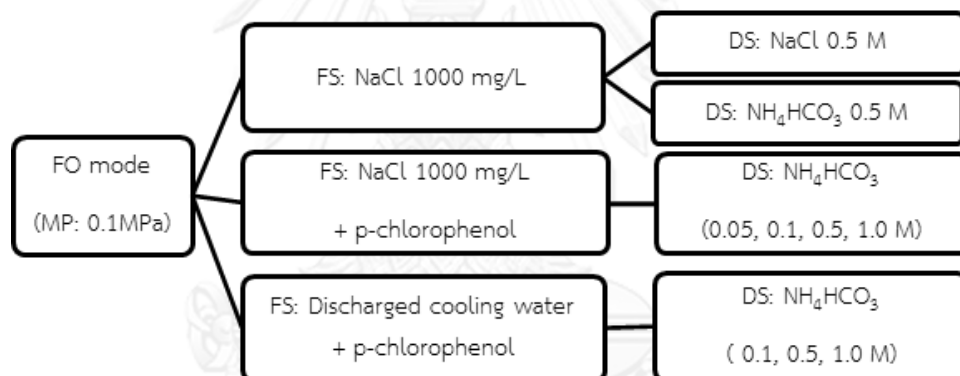 FO mode
(MP: 0.1MPa)
FS: NaCl 1000 mg/L
DS: NaCl 0.5 M
DS: NH₄HCO₃ 0.5 M
FS: NaCl 1000 mg/L
+ p-chlorophenol
DS: NH₄HCO₃
(0.05, 0.1, 0.5, 1.0 M)
FS: Discharged cooling water
+ p-chlorophenol
DS: NH₄HCO₃
( 0.1, 0.5, 1.0 M)